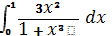 ∫₀¹ 3x² / (1 + x³) dx